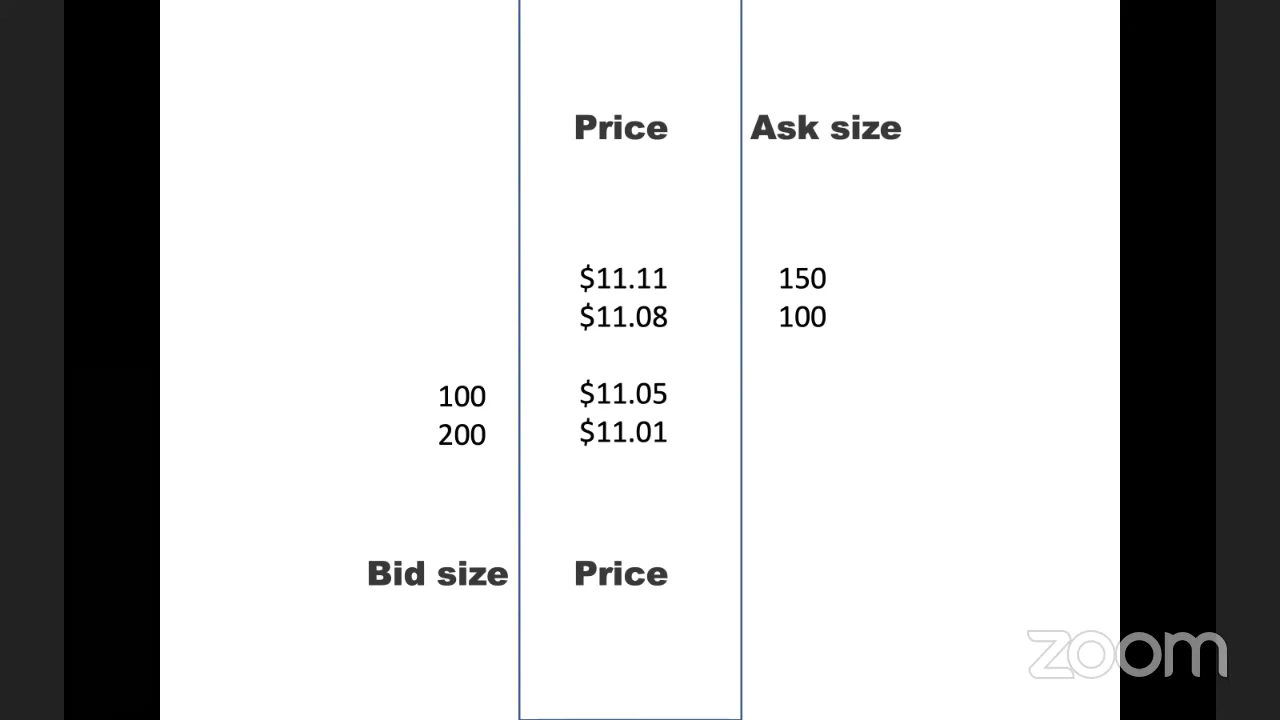 Price Ask size
$11.11 150
$11.08 100
100 $11.05
200 $11.01
Bid size Price
zoom